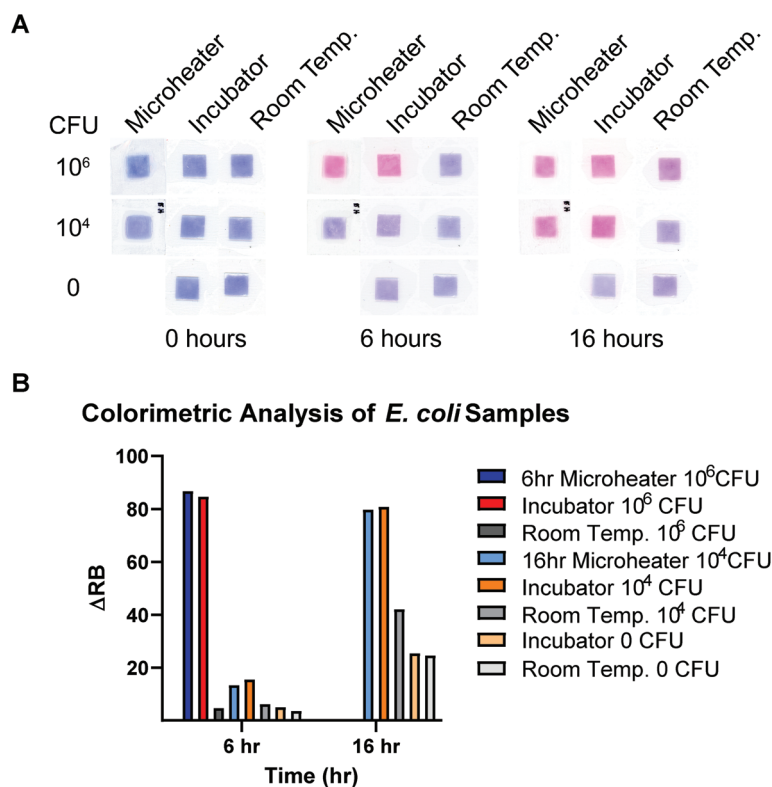 A
Microheater Incubator Room Temp. Microheater Incubator Room Temp. Microheater Incubator Room Temp.
CFU
10⁶
10⁴
0
0 hours 6 hours 16 hours
B
Colorimetric Analysis of E. coli Samples
100
80
60
40
20
ΔRB
6 hr 16 hr
Time (hr)
6hr Microheater 10⁶CFU
Incubator 10⁶ CFU
Room Temp. 10⁶ CFU
16hr Microheater 10⁴CFU
Incubator 10⁴ CFU
Room Temp. 10⁴ CFU
Incubator 0 CFU
Room Temp. 0 CFU